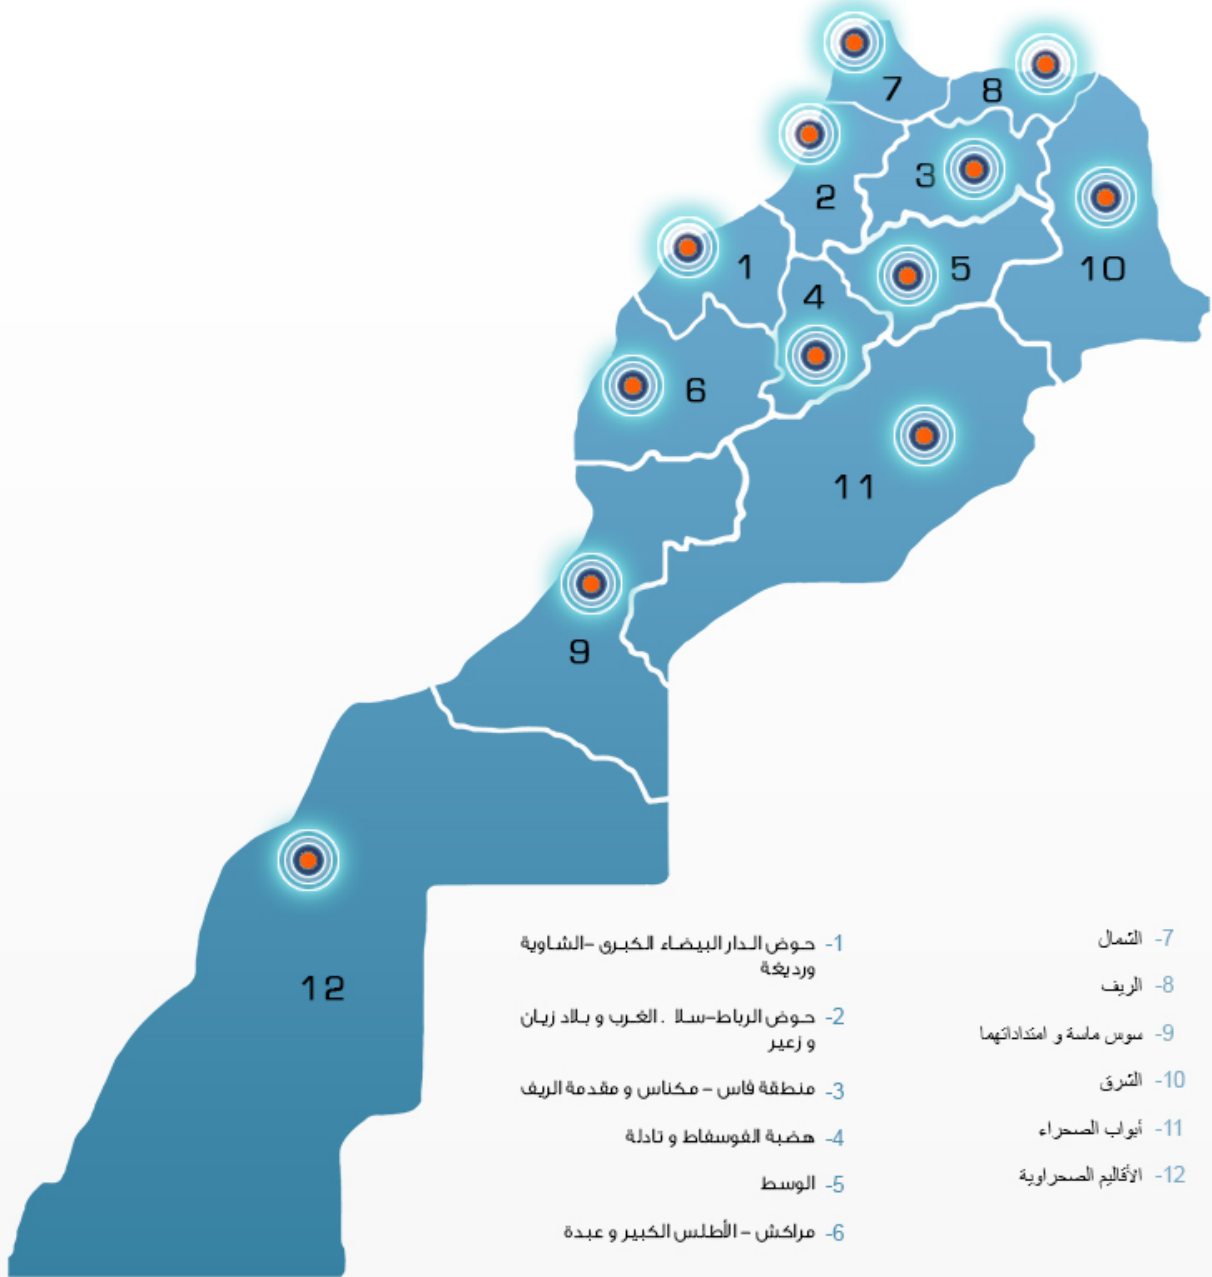 7
8
3
2
10
5
1
4
6
11
9
12
1- حوض الدار البيضاء الكبرى –الشاوية
ورديغة
2- حوض الرباط–سلا . الغرب و بلاد زيان
و زعير
3- منطقة فاس – مكناس و مقدمة الريف
4- هضبة الفوسفاط و تادلة
5- الوسط
6- مراكش – الأطلس الكبير و عبدة
7- الشمال
8- الريف
9- سوس ماسة و امتداداتهما
10- الشرق
11- أبواب الصحراء
12- الأقاليم الصحراوية